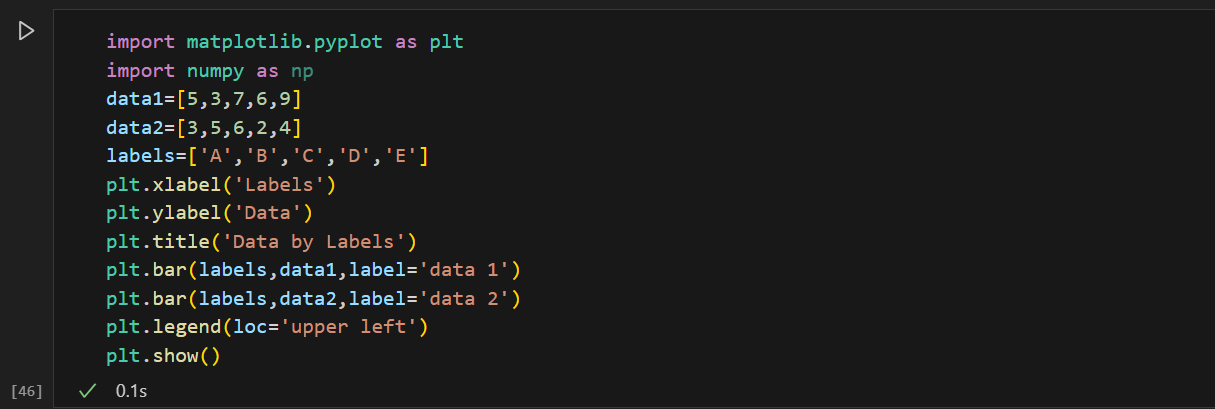 import matplotlib.pyplot as plt
import numpy as np
data1=[5,3,7,6,9]
data2=[3,5,6,2,4]
labels=['A','B','C','D','E']
plt.xlabel('Labels')
plt.ylabel('Data')
plt.title('Data by Labels')
plt.bar(labels,data1,label='data 1')
plt.bar(labels,data2,label='data 2')
plt.legend(loc='upper left')
plt.show()
[46] 0.1s